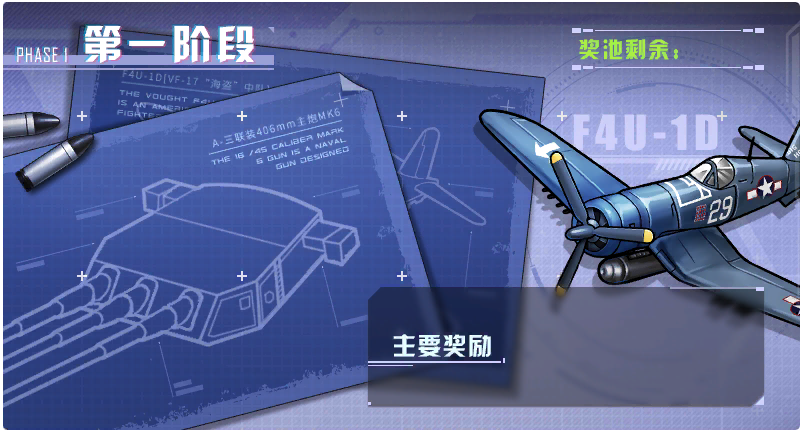 PHASE 1 第一阶段
奖池剩余：
F4U-1D[VF-17 "海盗" 中队]
THE VOUGHT F4U
IS AN AMERI
FIGHTE
A-三联装406mm主炮MK6
THE 16 /45 CALIBER MARK
6 GUN IS A NAVAL
GUN DESIGNED
F4U-1D
29
主要奖励